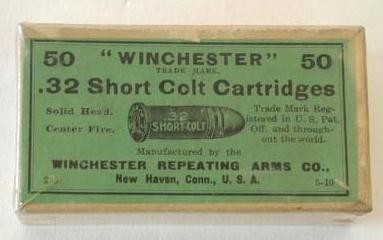 50 "WINCHESTER" 50
TRADE MARK.
.32 Short Colt Cartridges
Solid Head.
Center Fire.
.32
SHORT COLT
Trade Mark Reg-
istered in U. S. Pat.
Off. and through-
out the world.
Manufactured by the
WINCHESTER REPEATING ARMS CO.,
New Haven, Conn., U. S. A.
5-10